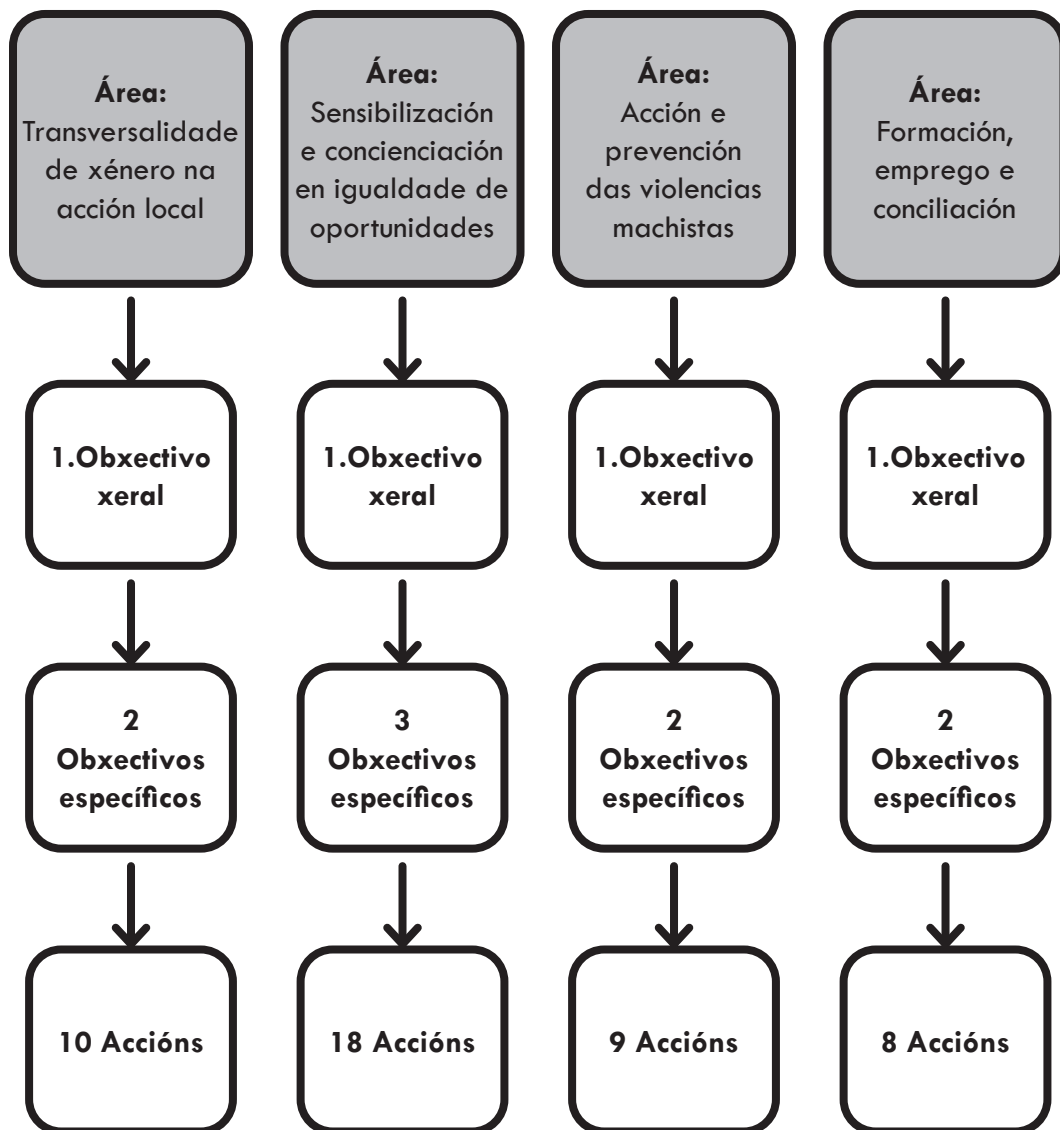 Área:
Transversalidade
de xénero na
acción local
Área:
Sensibilización
e concienciación
en igualdade de
oportunidades
Área:
Acción e
prevención
das violencias
machistas
Área:
Formación,
emprego e
conciliación
1.Obxectivo
xeral
1.Obxectivo
xeral
1.Obxectivo
xeral
1.Obxectivo
xeral
2
Obxectivos
específicos
3
Obxectivos
específicos
2
Obxectivos
específicos
2
Obxectivos
específicos
10 Accións
18 Accións
9 Accións
8 Accións